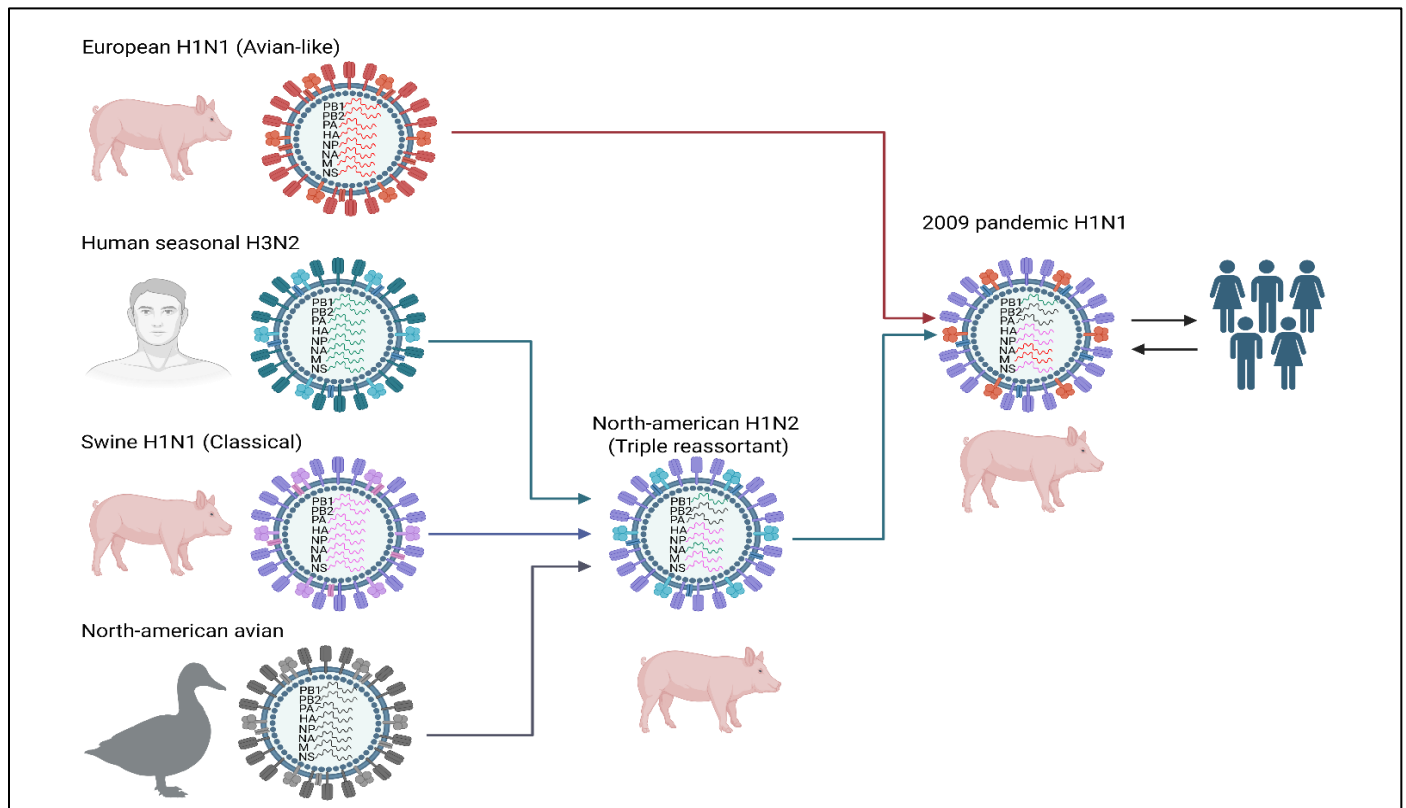 European H1N1 (Avian-like)
PB1
PB2
PA
HA
NP
NA
M
NS
Human seasonal H3N2
PB1
PB2
PA
HA
NP
NA
M
NS
Swine H1N1 (Classical)
PB1
PB2
PA
HA
NP
NA
M
NS
North-american avian
PB1
PB2
PA
HA
NP
NA
M
NS
North-american H1N2
(Triple reassortant)
PB1
PB2
PA
HA
NP
NA
M
NS
2009 pandemic H1N1
PB1
PB2
PA
HA
NP
NA
M
NS